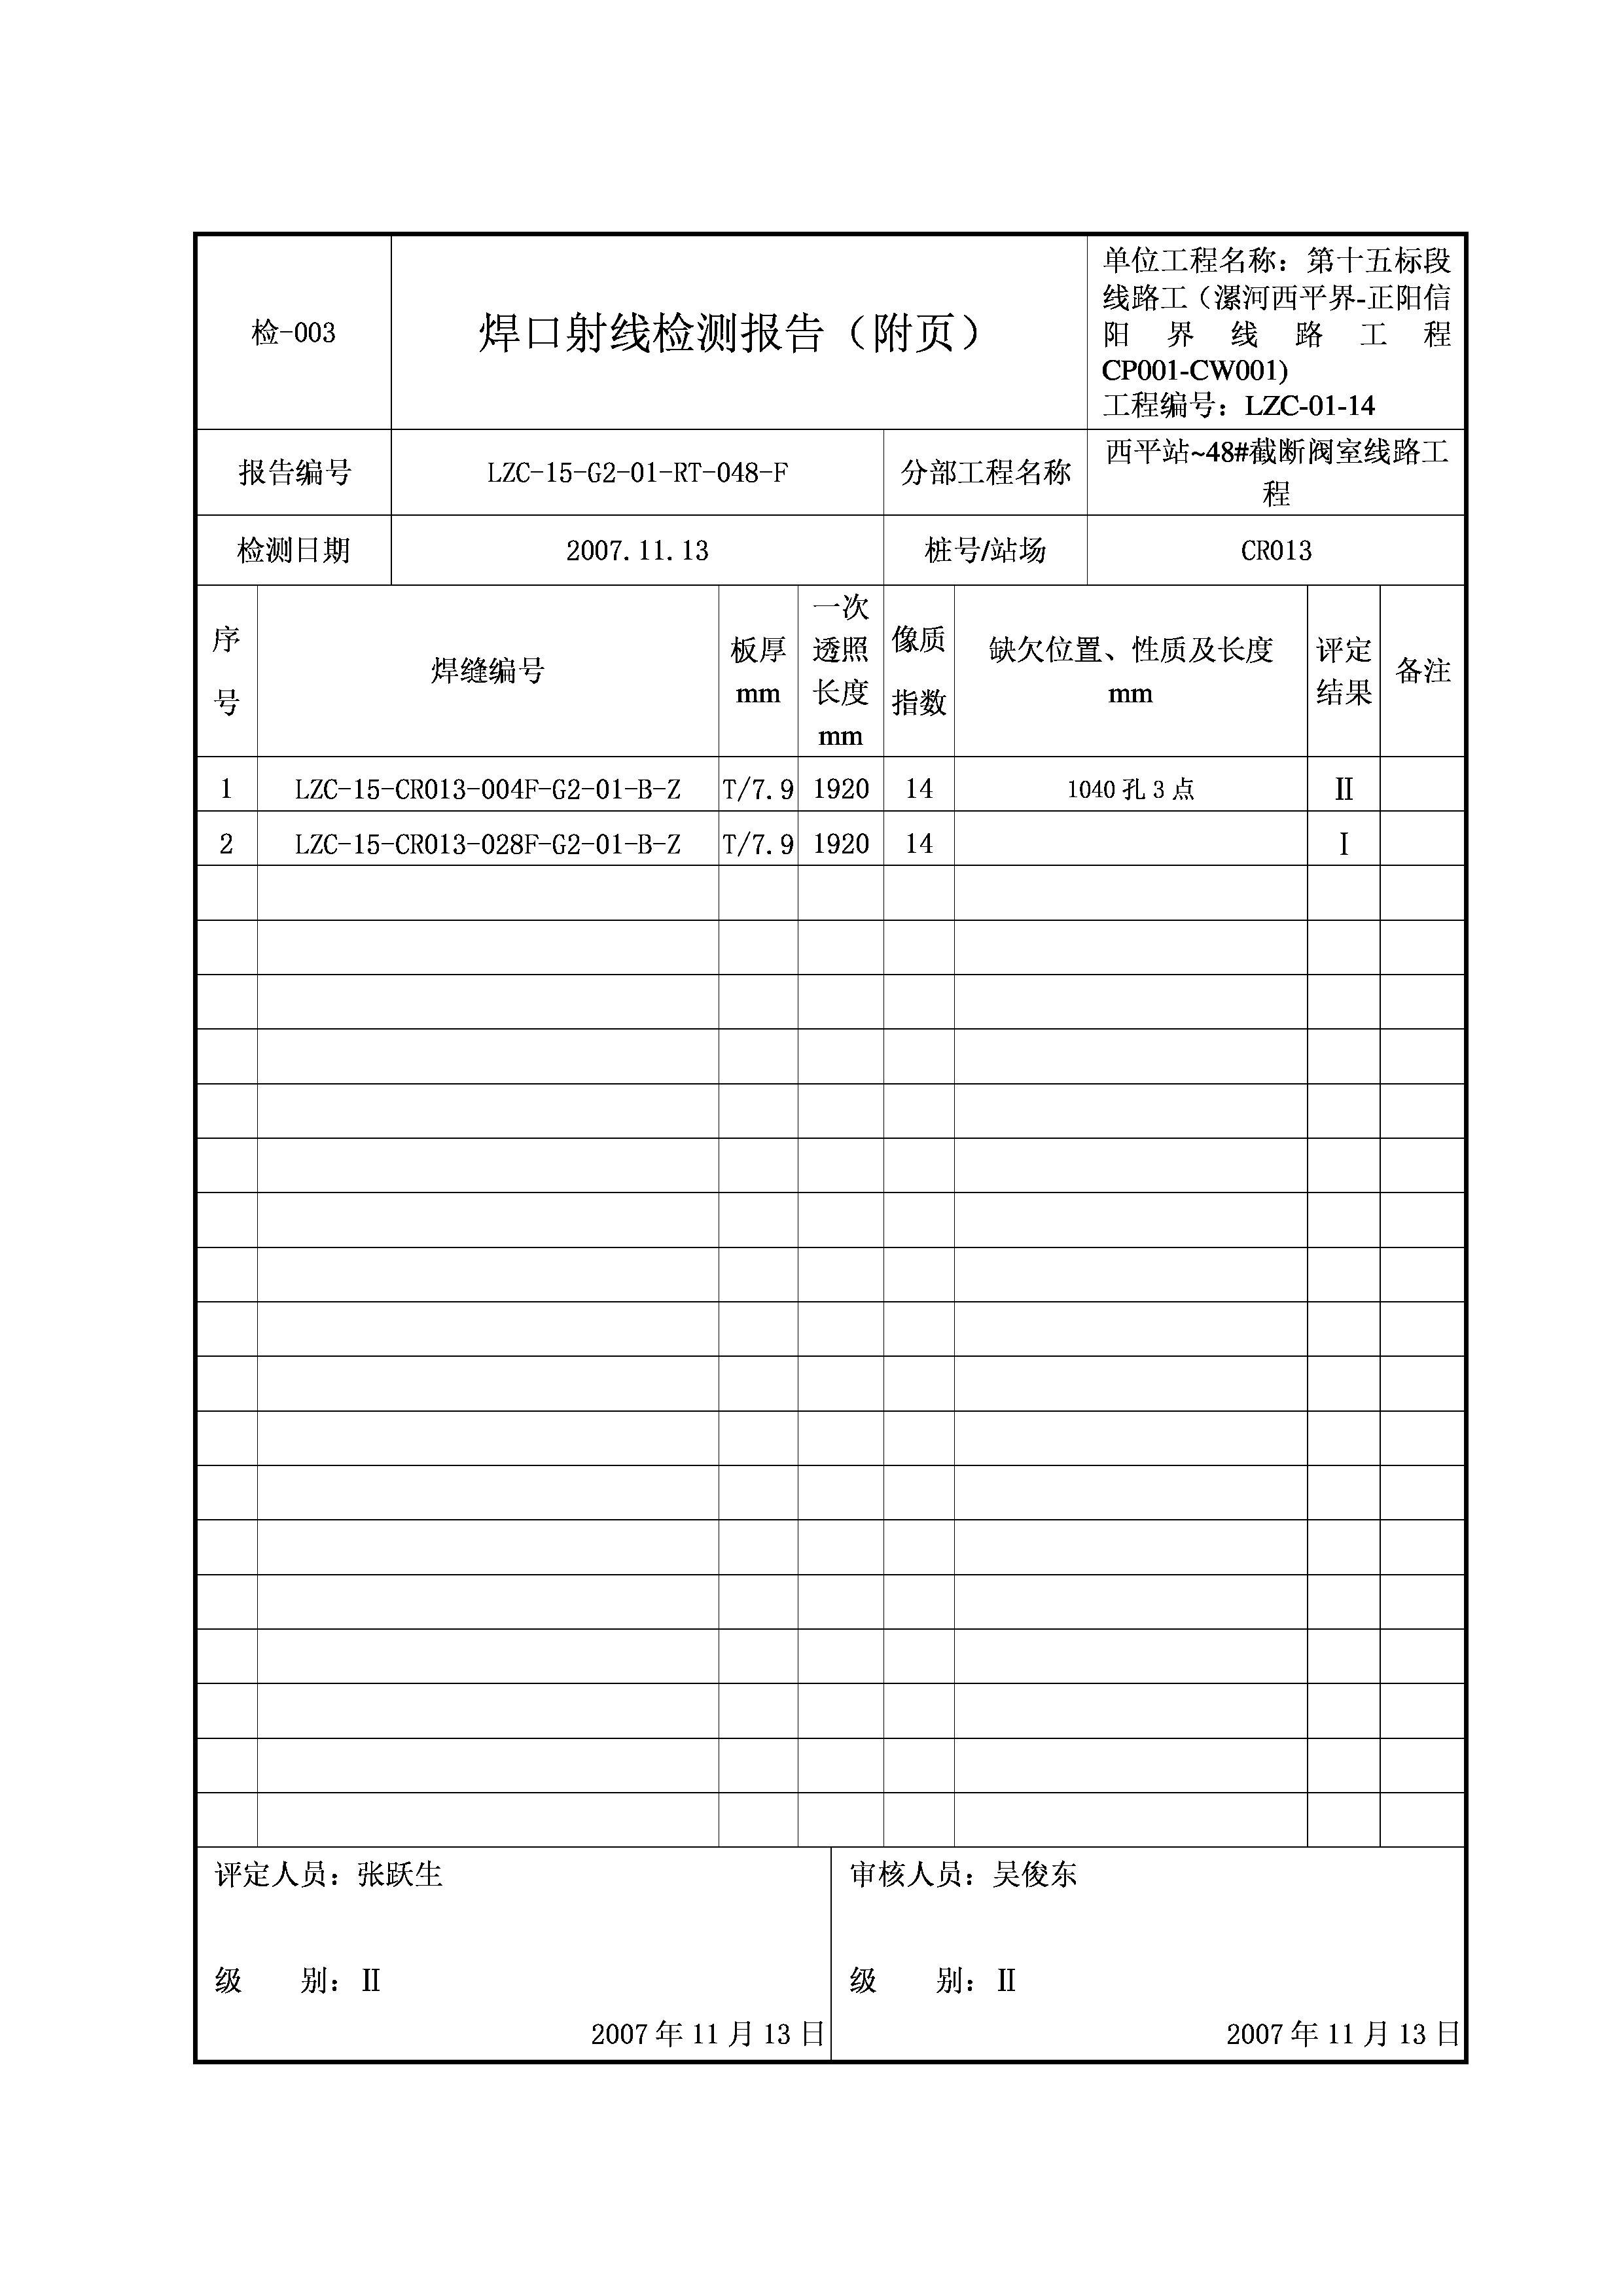 检-003
焊口射线检测报告（附页）
单位工程名称：第十五标段
线路工（漯河西平界-正阳信
阳界线路工程
CP001-CW001)
工程编号：LZC-01-14
报告编号
LZC-15-G2-01-RT-048-F
分部工程名称
西平站~48#截断阀室线路工
程
检测日期
2007.11.13
桩号/站场
CR013
序
号
焊缝编号
板厚
mm
一次
透照
长度
mm
像质
指数
缺欠位置、性质及长度
mm
评定
结果
备注
1 LZC-15-CR013-004F-G2-01-B-Z T/7.9 1920 14 1040 孔 3 点 Ⅱ
2 LZC-15-CR013-028F-G2-01-B-Z T/7.9 1920 14 Ⅰ
评定人员：张跃生
级 别：Ⅱ
2007 年 11 月 13 日
审核人员：吴俊东
级 别：Ⅱ
2007 年 11 月 13 日